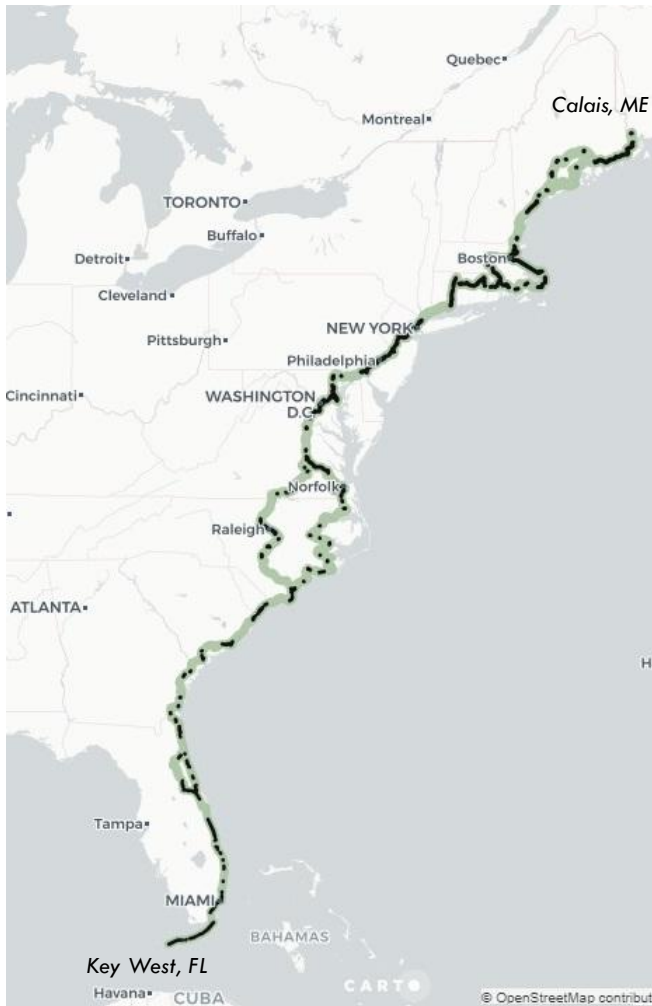 Quebec
Calais, ME
Montreal
TORONTO
Buffalo
Boston
Detroit
Cleveland
NEW YORK
Pittsburgh
Philadelphia
Cincinnati
WASHINGTON
D.C.
Norfolk
Raleigh
ATLANTA
H
Tampa
MIAMI
BAHAMAS
Key West, FL
CARTO
Havana
CUBA
© OpenStreetMap contribut